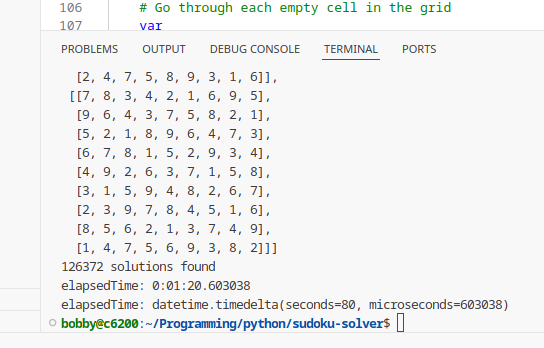 106 # Go through each empty cell in the grid
107 var
PROBLEMS OUTPUT DEBUG CONSOLE TERMINAL PORTS
[2, 4, 7, 5, 8, 9, 3, 1, 6]],
[[7, 8, 3, 4, 2, 1, 6, 9, 5],
[9, 6, 4, 3, 7, 5, 8, 2, 1],
[5, 2, 1, 8, 9, 6, 4, 7, 3],
[6, 7, 8, 1, 5, 2, 9, 3, 4],
[4, 9, 2, 6, 3, 7, 1, 5, 8],
[3, 1, 5, 9, 4, 8, 2, 6, 7],
[2, 3, 9, 7, 8, 4, 5, 1, 6],
[8, 5, 6, 2, 1, 3, 7, 4, 9],
[1, 4, 7, 5, 6, 9, 3, 8, 2]]]
126372 solutions found
elapsedTime: 0:01:20.603038
elapsedTime: datetime.timedelta(seconds=80, microseconds=603038)
bobby@c6200:~/Programming/python/sudoku-solver$